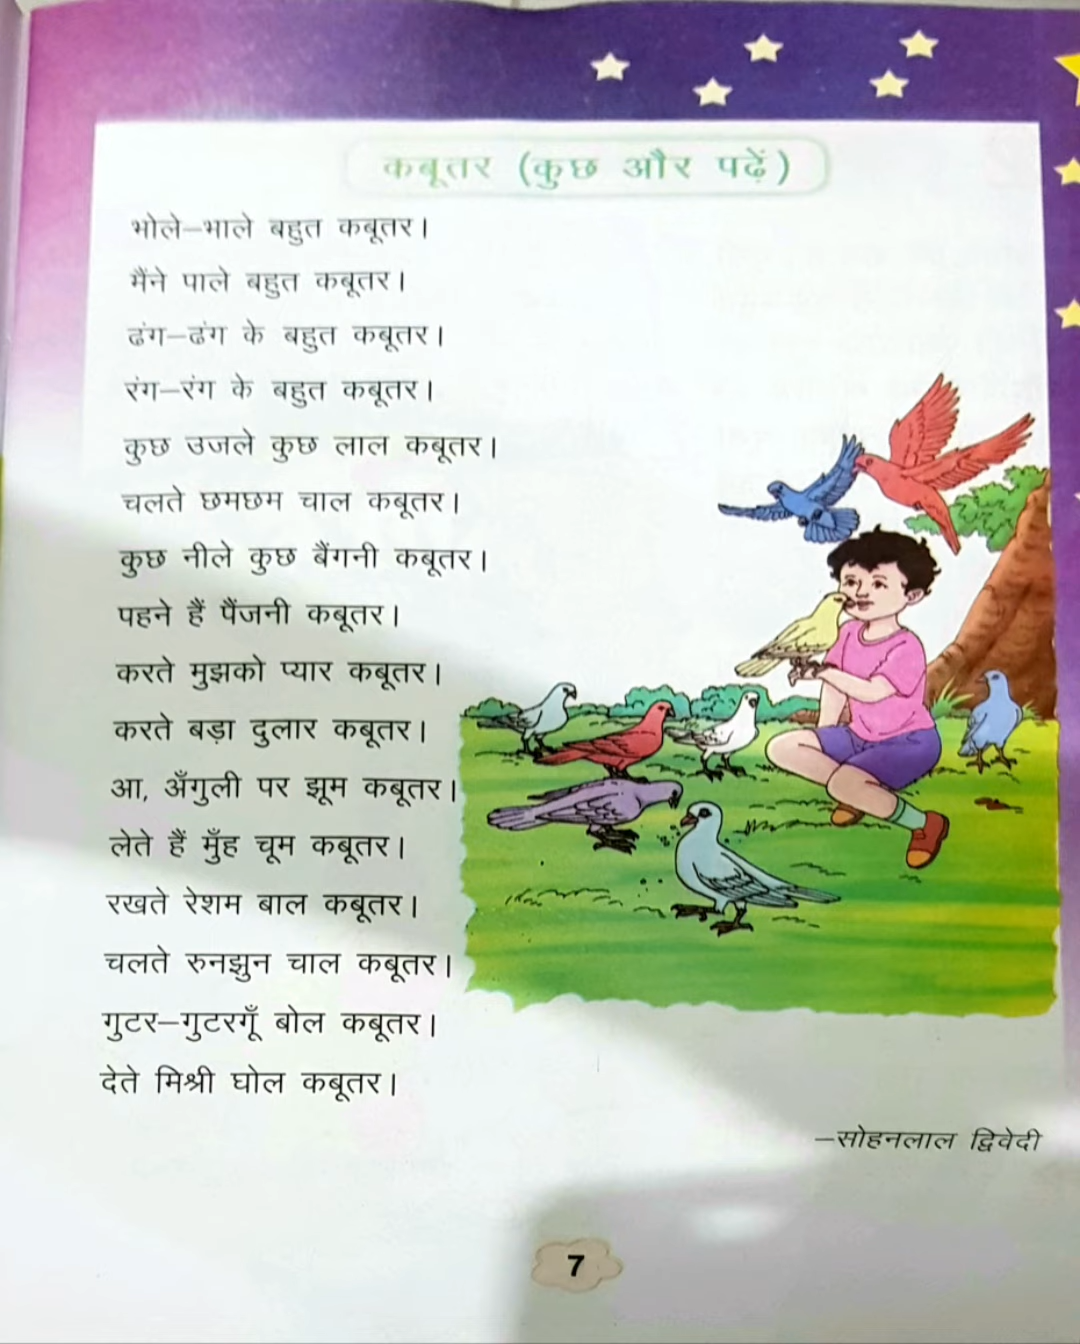 कबूतर (कुछ और पढ़ें)
भोले–भाले बहुत कबूतर।
मैंने पाले बहुत कबूतर।
ढंग–ढंग के बहुत कबूतर।
रंग–रंग के बहुत कबूतर।
कुछ उजले कुछ लाल कबूतर।
चलते छमछम चाल कबूतर।
कुछ नीले कुछ बैंगनी कबूतर।
पहने हैं पैंजनी कबूतर।
करते मुझको प्यार कबूतर।
करते बड़ा दुलार कबूतर।
आ, अँगुली पर झूम कबूतर।
लेते हैं मुँह चूम कबूतर।
रखते रेशम बाल कबूतर।
चलते रुनझुन चाल कबूतर।
गुटर–गुटरगूँ बोल कबूतर।
देते मिश्री घोल कबूतर।
–सोहनलाल द्विवेदी
7